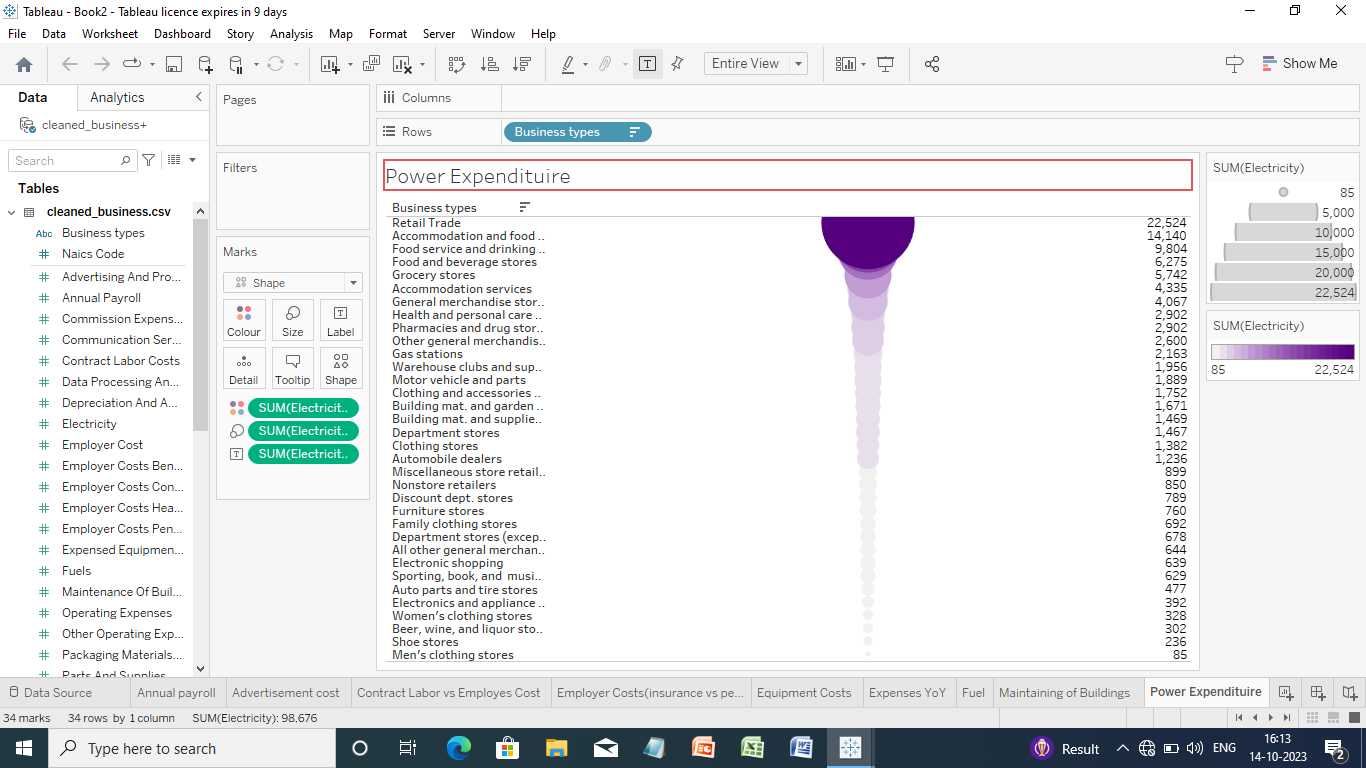 Tableau - Book2 - Tableau licence expires in 9 days
File Data Worksheet Dashboard Story Analysis Map Format Server Window Help
Entire View
Show Me
Data Analytics
cleaned_business+
Search
Tables
cleaned_business.csv
Abc Business types
# Naics Code
# Advertising And Pro...
# Annual Payroll
# Commission Expens...
# Communication Ser...
# Contract Labor Costs
# Data Processing An...
# Depreciation And A...
# Electricity
# Employer Cost
# Employer Costs Ben...
# Employer Costs Con...
# Employer Costs Hea...
# Employer Costs Pen...
# Expensed Equipmen...
# Fuels
# Maintenance Of Buil...
# Operating Expenses
# Other Operating Exp...
# Packaging Materials...
# Parts And Supplies
Pages
Filters
Marks
Shape
Colour Size Label
Detail Tooltip Shape
SUM(Electricit..
SUM(Electricit..
SUM(Electricit..
Columns
Rows Business types
Power Expendituire
Business types
Retail Trade 22,524
Accommodation and food .. 14,140
Food service and drinking .. 9,804
Food and beverage stores 6,275
Grocery stores 5,742
Accommodation services 4,335
General merchandise stor.. 4,067
Health and personal care .. 2,902
Pharmacies and drug stor.. 2,902
Other general merchandis.. 2,600
Gas stations 2,163
Warehouse clubs and sup.. 1,956
Motor vehicle and parts 1,889
Clothing and accessories .. 1,752
Building mat. and garden .. 1,671
Building mat. and supplie.. 1,469
Department stores 1,467
Clothing stores 1,382
Automobile dealers 1,236
Miscellaneous store retail.. 899
Nonstore retailers 850
Discount dept. stores 789
Furniture stores 760
Family clothing stores 692
Department stores (excep.. 678
All other general merchan.. 644
Electronic shopping 639
Sporting, book, and musi.. 629
Auto parts and tire stores 477
Electronics and appliance .. 392
Women's clothing stores 328
Beer, wine, and liquor sto.. 302
Shoe stores 236
Men's clothing stores 85
SUM(Electricity)
85
5,000
10,000
15,000
20,000
22,524
SUM(Electricity)
85 22,524
Data Source Annual payroll Advertisement cost Contract Labor vs Employes Cost Employer Costs(insurance vs pe... Equipment Costs Expenses YoY Fuel Maintaining of Buildings Power Expendituire
34 marks 34 rows by 1 column SUM(Electricity): 98,676
Type here to search
Result
ENG
16:13
14-10-2023
2